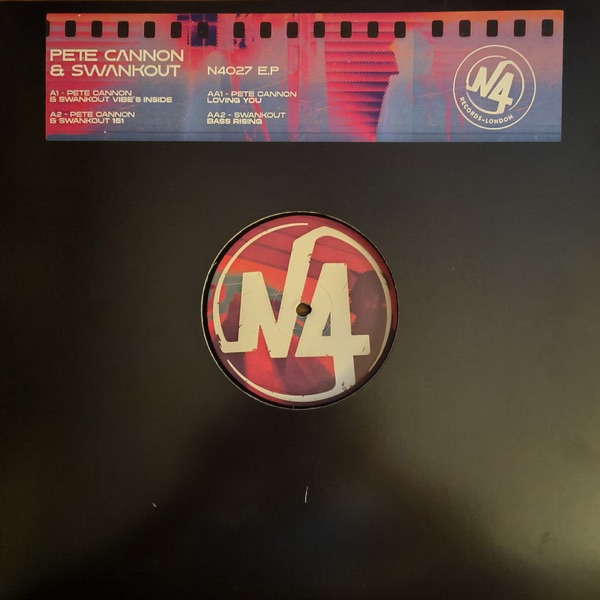 PETE CANNON
& SWANKOUT
N4027 E.P
A1 - PETE CANNON
& SWANKOUT VIBE'S INSIDE
A2 - PETE CANNON
& SWANKOUT 151
AA1 - PETE CANNON
LOVING YOU
AA2 - SWANKOUT
BASS RISING
N4
RECORDS-LONDON
N4